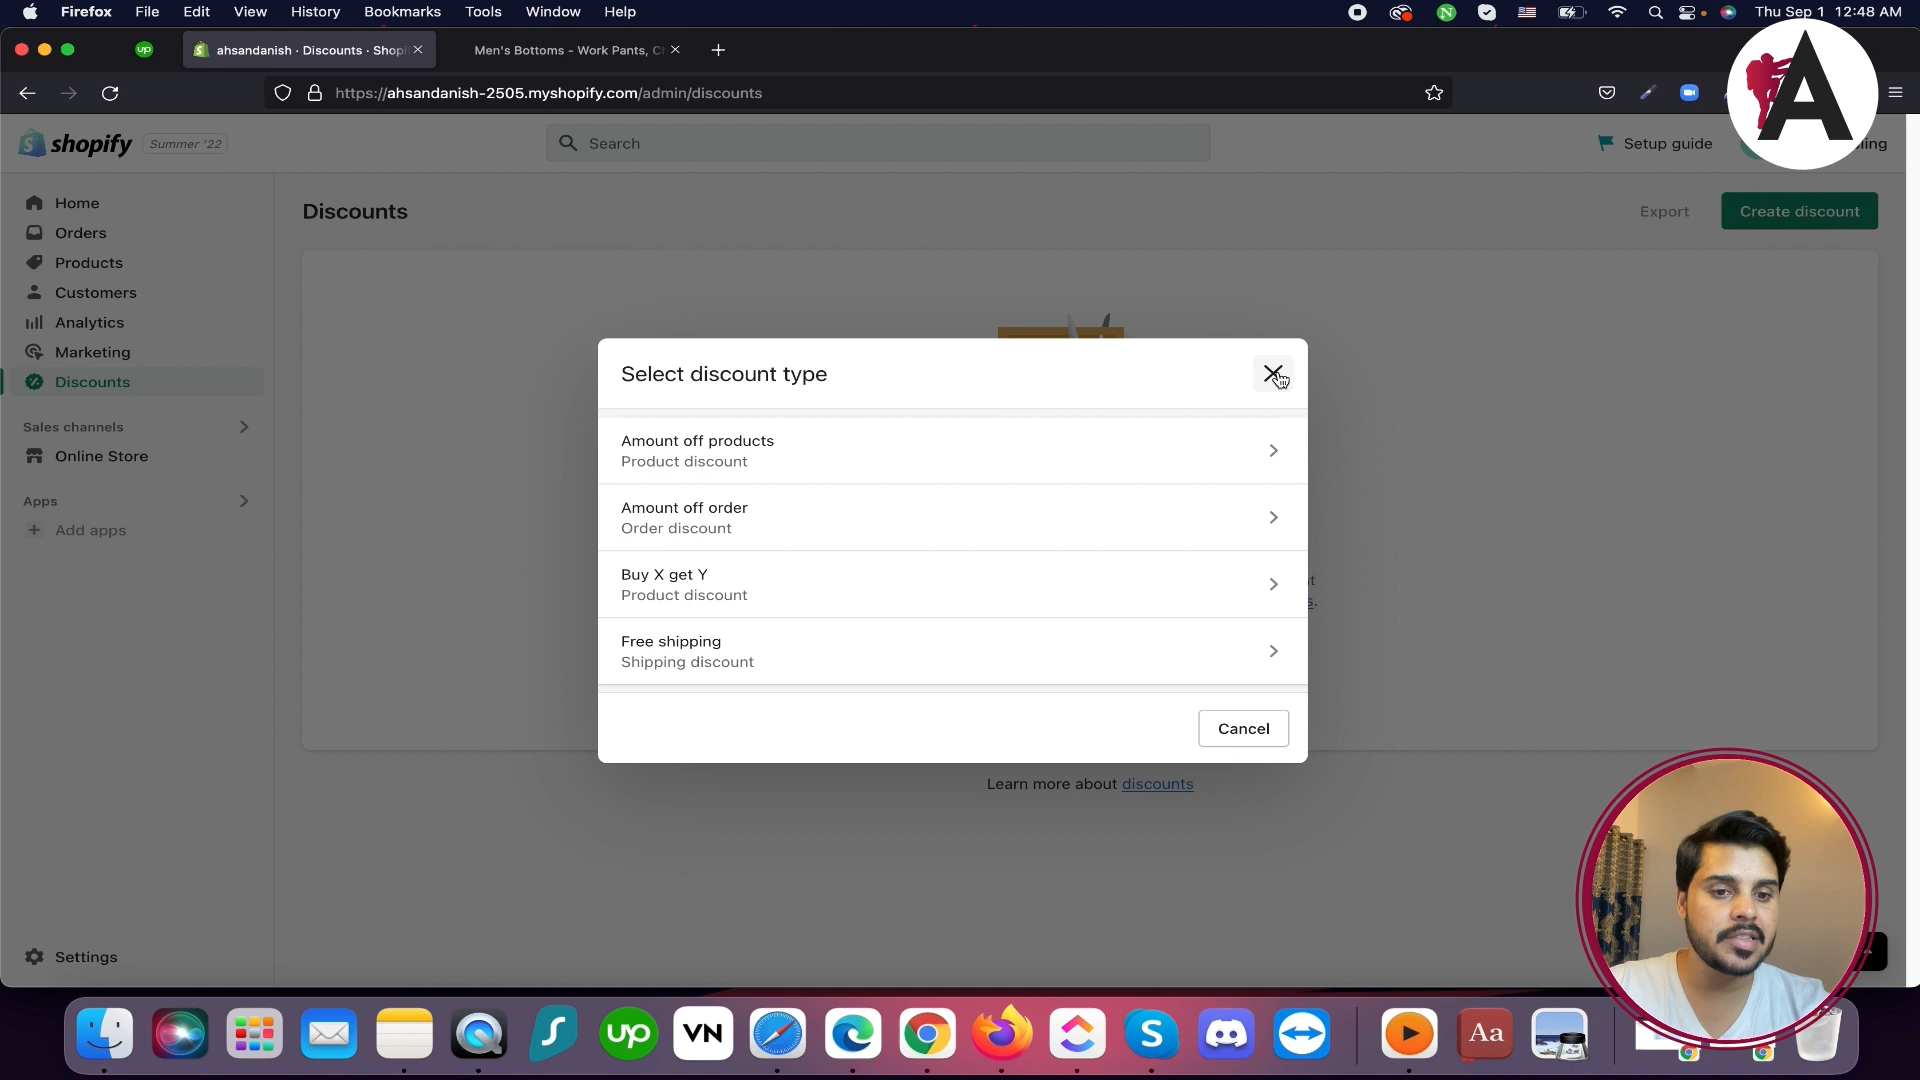 Firefox File Edit View History Bookmarks Tools Window Help
Thu Sep 1 12:48 AM
ahsandanish · Discounts · Shopi
Men's Bottoms - Work Pants, C
https://ahsandanish-2505.myshopify.com/admin/discounts
A
shopify
Summer '22
Search
Setup guide
Home
Orders
Products
Customers
Analytics
Marketing
Discounts
Sales channels
Online Store
Apps
Add apps
Settings
Discounts
Export
Create discount
Select discount type
Amount off products
Product discount
Amount off order
Order discount
Buy X get Y
Product discount
Free shipping
Shipping discount
Cancel
Learn more about discounts
up VN S Aa